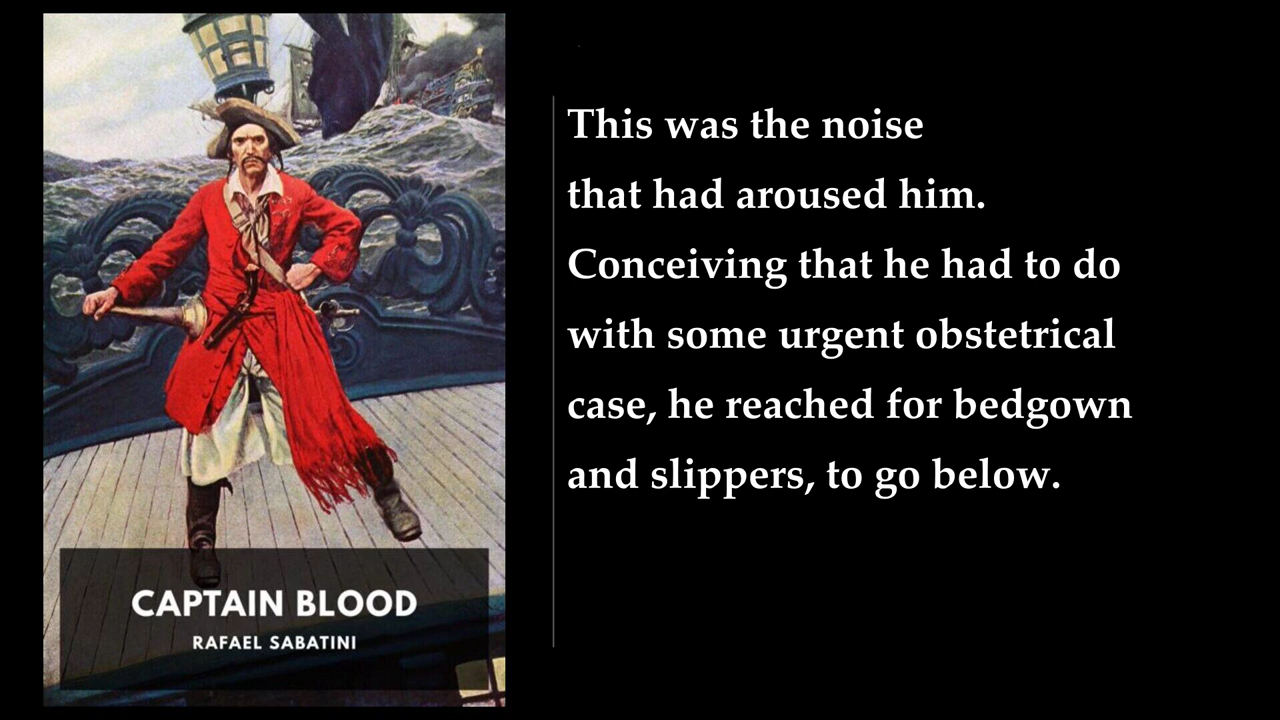 CAPTAIN BLOOD
RAFAEL SABATINI
This was the noise
that had aroused him.
Conceiving that he had to do
with some urgent obstetrical
case, he reached for bedgown
and slippers, to go below.